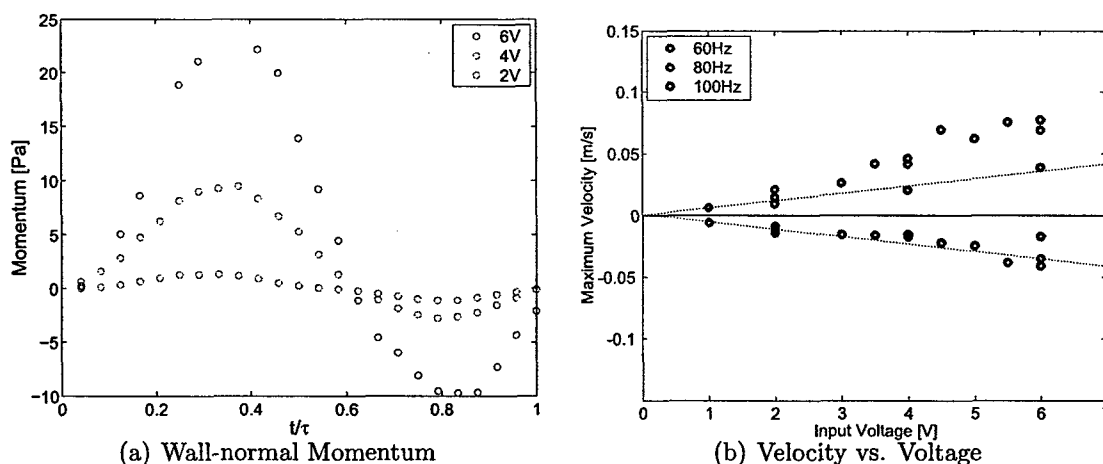 25
20
15
10
5
0
−5
−10
0
0.2
0.4
0.6
0.8
1
Momentum [Pa]
t/τ
6V
4V
2V
(a) Wall-normal Momentum
0.15
0.1
0.05
0
-0.05
-0.1
0
1
2
3
4
5
6
Maximum Velocity [m/s]
Input Voltage [V]
60Hz
80Hz
100Hz
(b) Velocity vs. Voltage